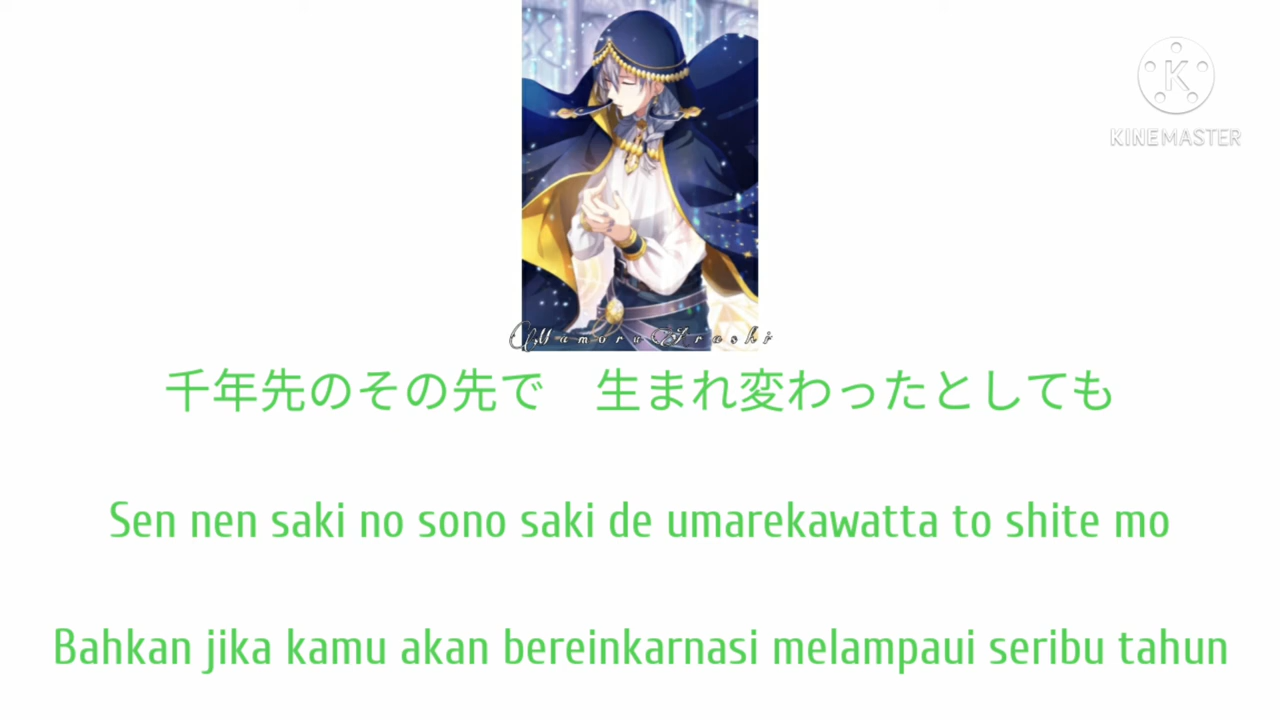 K
KINEMASTER
Mamoru Arashi
千年先のその先で　生まれ変わったとしても
Sen nen saki no sono saki de umarekawatta to shite mo
Bahkan jika kamu akan bereinkarnasi melampaui seribu tahun